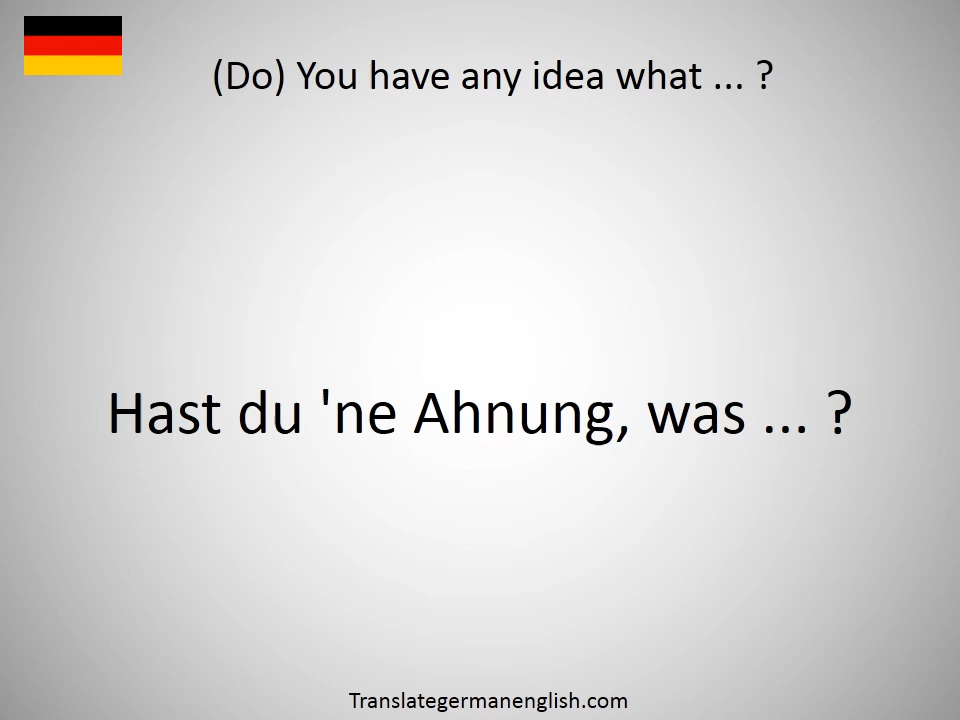 (Do) You have any idea what ... ?
Hast du 'ne Ahnung, was ... ?
Translategermanenglish.com